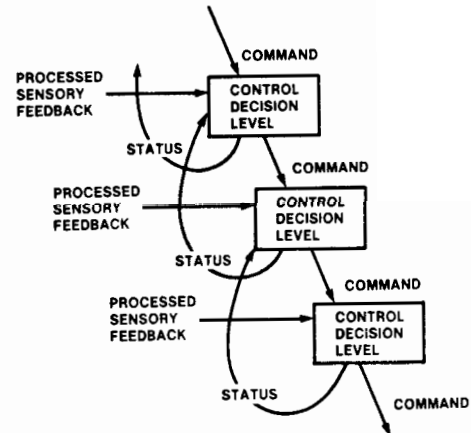 COMMAND
PROCESSED
SENSORY
FEEDBACK
CONTROL
DECISION
LEVEL
STATUS
COMMAND
PROCESSED
SENSORY
FEEDBACK
CONTROL
DECISION
LEVEL
STATUS
COMMAND
PROCESSED
SENSORY
FEEDBACK
CONTROL
DECISION
LEVEL
STATUS
COMMAND